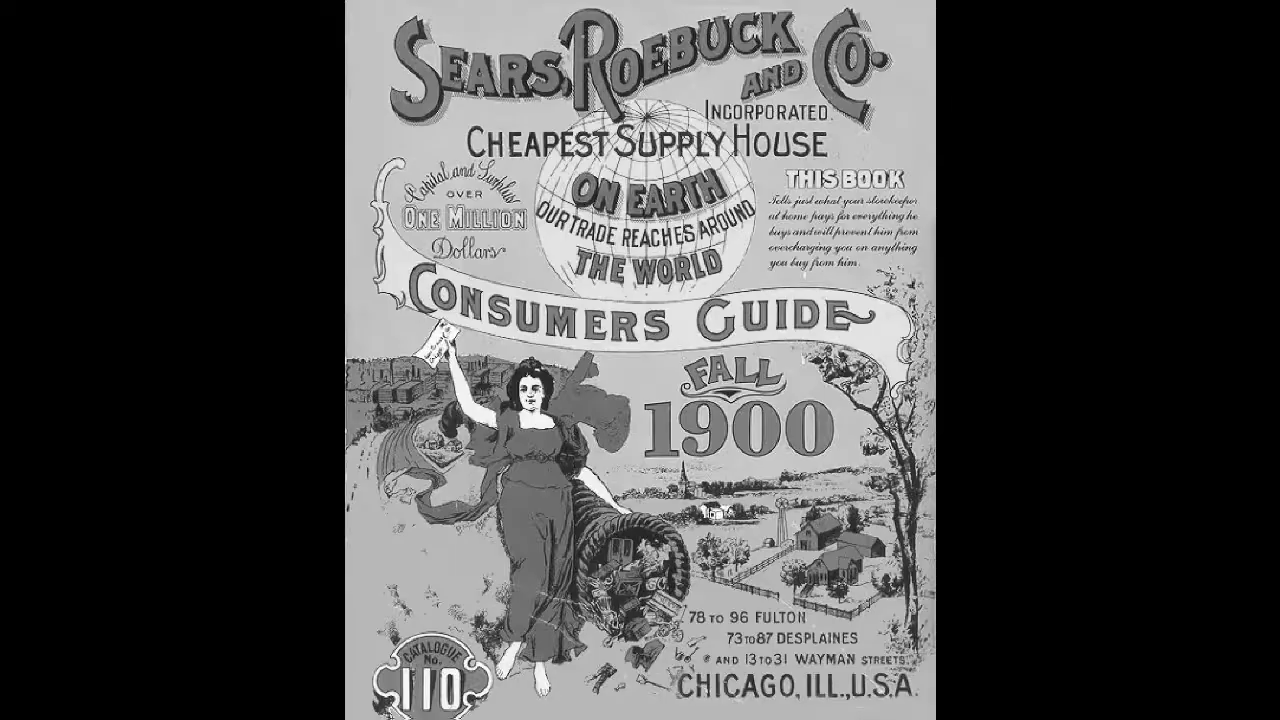 SEARS, ROEBUCK AND CO.
INCORPORATED.
CHEAPEST SUPPLY HOUSE
ON EARTH
OUR TRADE REACHES AROUND
THE WORLD
Capital and Surplus
OVER
ONE MILLION
Dollars
THIS BOOK
Tells just what your storekeeper
at home pays for everything he
buys and will prevent him from
overcharging you on anything
you buy from him.
CONSUMERS GUIDE
FALL
1900
78 TO 96 FULTON
73 TO 87 DESPLAINES
AND 13 TO 31 WAYMAN STREETS.
CHICAGO, ILL., U.S.A.
CATALOGUE
No.
110